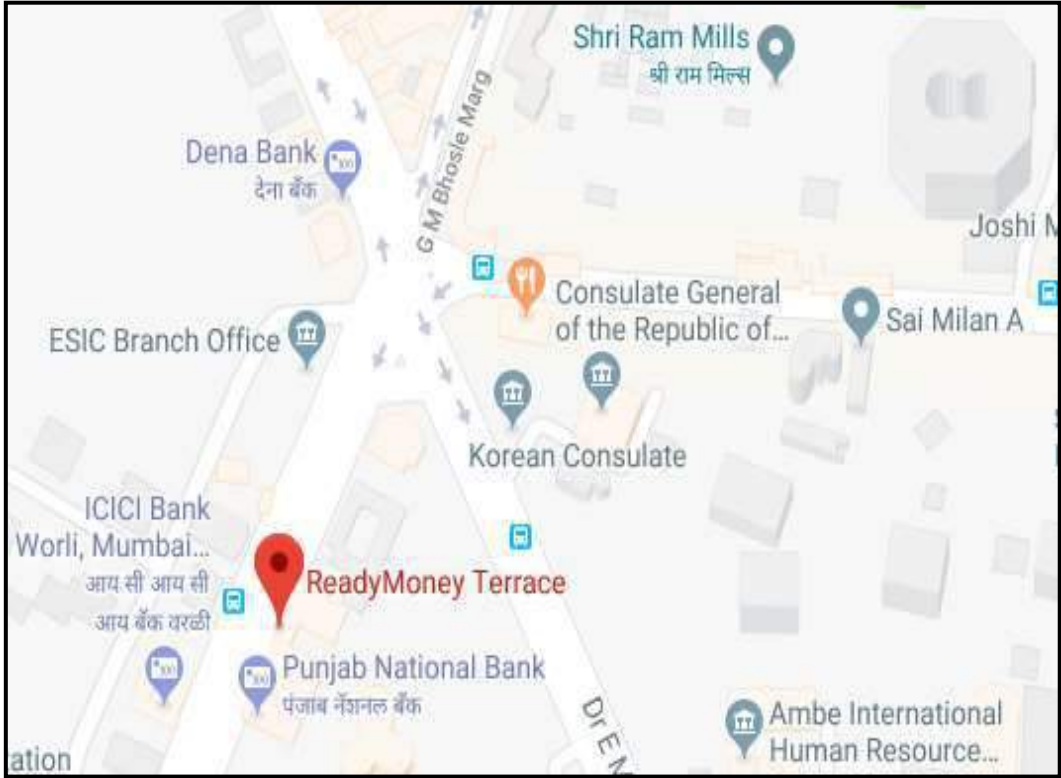 Shri Ram Mills
श्री राम मिल्स
G M Bhosle Marg
Dena Bank
देना बँक
Joshi M
Consulate General
of the Republic of...
Sai Milan A
ESIC Branch Office
Korean Consulate
ICICI Bank
Worli, Mumbai...
आय सी आय सी
आय बँक वरळी
ReadyMoney Terrace
Punjab National Bank
पंजाब नॅशनल बँक
Dr E M
Ambe International
Human Resource...
ation